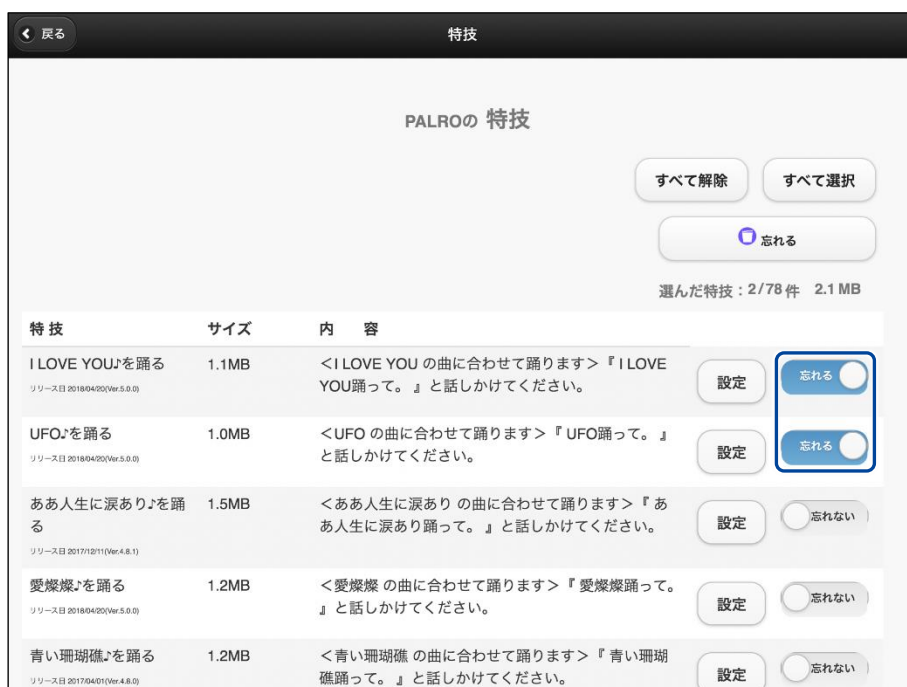 戻る
特技
PALROの 特技
すべて解除 すべて選択
忘れる
選んだ特技：2/78 件 2.1 MB
特 技 サイズ 内 容
I LOVE YOU♪を踊る 1.1MB ＜I LOVE YOU の曲に合わせて踊ります＞『 I LOVE
リリース日 2018/04/20(Ver.5.0.0) YOU踊って。 』と話しかけてください。 設定 忘れる
UFO♪を踊る 1.0MB ＜UFO の曲に合わせて踊ります＞『 UFO踊って。 』
リリース日 2018/04/20(Ver.5.0.0) と話しかけてください。 設定 忘れる
ああ人生に涙あり♪を踊 1.5MB ＜ああ人生に涙あり の曲に合わせて踊ります＞『 あ
る あ人生に涙あり踊って。 』と話しかけてください。 設定 忘れない
リリース日 2017/12/11(Ver.4.8.1)
愛燦燦♪を踊る 1.2MB ＜愛燦燦 の曲に合わせて踊ります＞『 愛燦燦踊って。
リリース日 2018/04/20(Ver.5.0.0) 』と話しかけてください。 設定 忘れない
青い珊瑚礁♪を踊る 1.2MB ＜青い珊瑚礁 の曲に合わせて踊ります＞『 青い珊瑚
リリース日 2017/04/01(Ver.4.8.0) 礁踊って。 』と話しかけてください。 設定 忘れない